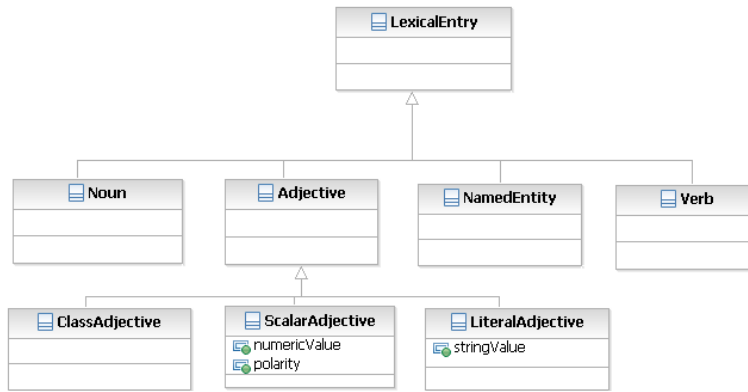 LexicalEntry
Noun
Adjective
NamedEntity
Verb
ClassAdjective
ScalarAdjective
numericValue
polarity
LiteralAdjective
stringValue